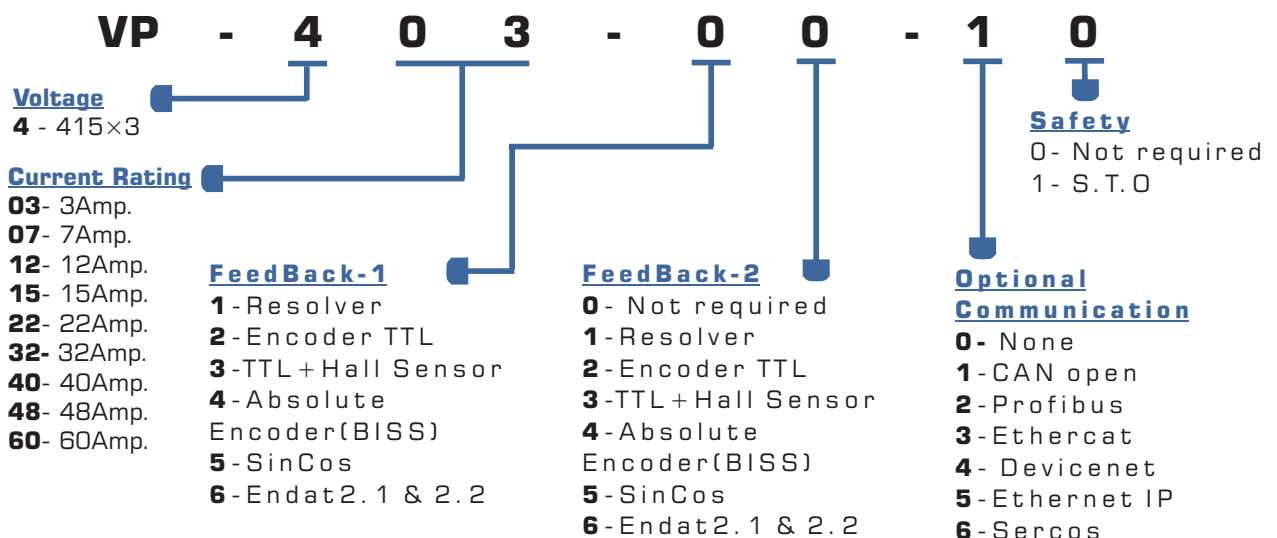 VP - 4 0 3 - 0 0 - 1 0
Voltage
4 - 415×3
Current Rating
03- 3Amp.
07- 7Amp.
12- 12Amp.
15- 15Amp.
22- 22Amp.
32- 32Amp.
40- 40Amp.
48- 48Amp.
60- 60Amp.
FeedBack-1
1-Resolver
2-Encoder TTL
3-TTL+Hall Sensor
4-Absolute
Encoder(BISS)
5-SinCos
6-Endat2.1 & 2.2
FeedBack-2
0- Not required
1-Resolver
2-Encoder TTL
3-TTL+Hall Sensor
4-Absolute
Encoder(BISS)
5-SinCos
6-Endat2.1 & 2.2
Optional
Communication
0- None
1-CAN open
2-Profibus
3-Ethercat
4- Devicenet
5-Ethernet IP
6-Sercos
Safety
0- Not required
1- S.T.O